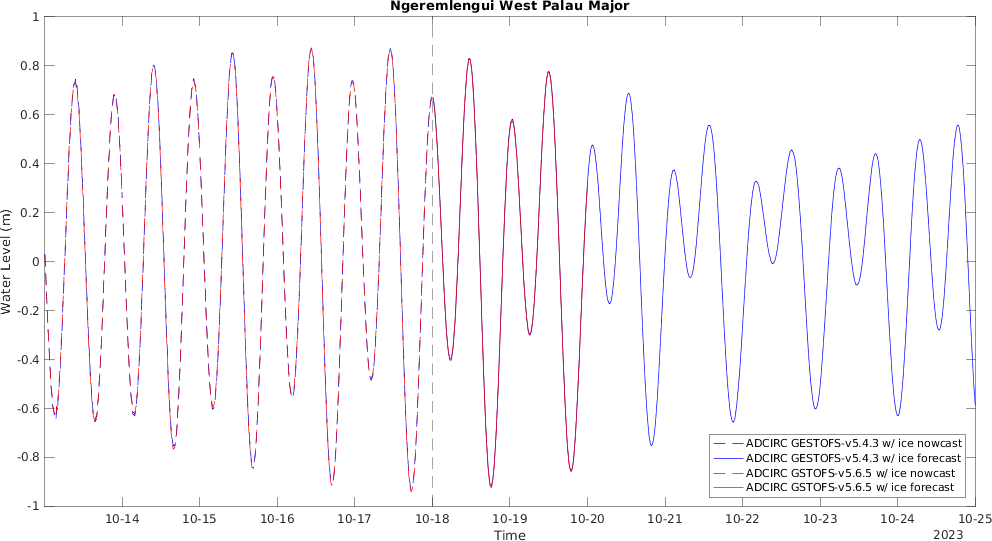 Ngeremlengui West Palau Major
1
0.8
0.6
0.4
0.2
0
-0.2
-0.4
-0.6
-0.8
-1
Water Level (m)
ADCIRC GESTOFS-v5.4.3 w/ ice nowcast
ADCIRC GESTOFS-v5.4.3 w/ ice forecast
ADCIRC GSTOFS-v5.6.5 w/ ice nowcast
ADCIRC GSTOFS-v5.6.5 w/ ice forecast
10-14 10-15 10-16 10-17 10-18 10-19 10-20 10-21 10-22 10-23 10-24 10-25
Time 2023